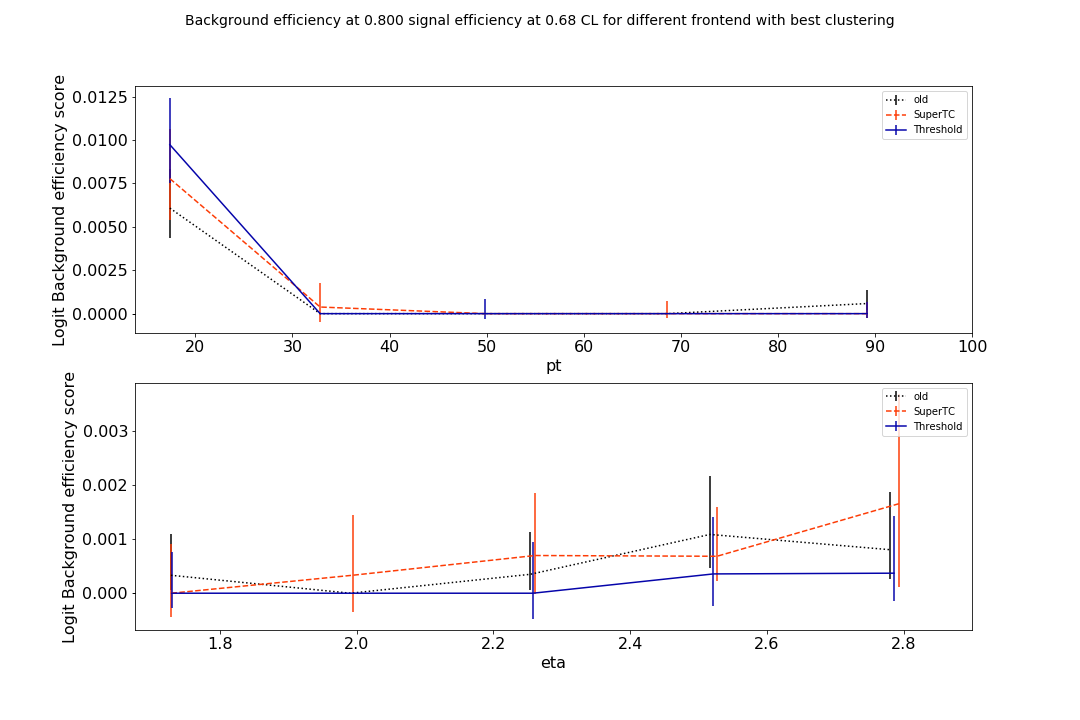 Background efficiency at 0.800 signal efficiency at 0.68 CL for different frontend with best clustering
Logit Background efficiency score
0.0125
0.0100
0.0075
0.0050
0.0025
0.0000
old
SuperTC
Threshold
20 30 40 50 60 70 80 90 100
pt
Logit Background efficiency score
0.003
0.002
0.001
0.000
old
SuperTC
Threshold
1.8 2.0 2.2 2.4 2.6 2.8
eta